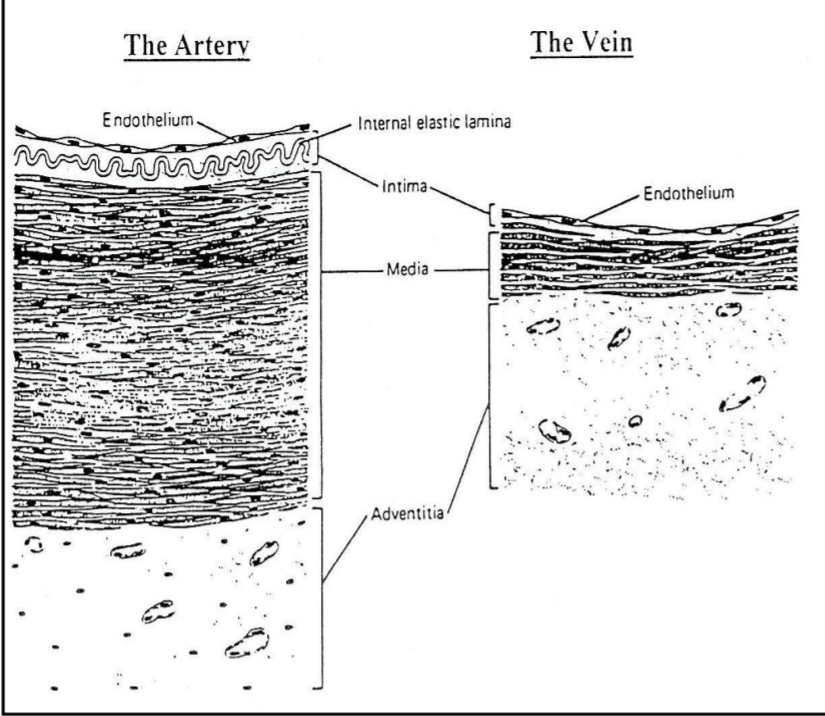 The Artery
The Vein
Endothelium
Internal elastic lamina
Intima
Endothelium
Media
Adventitia